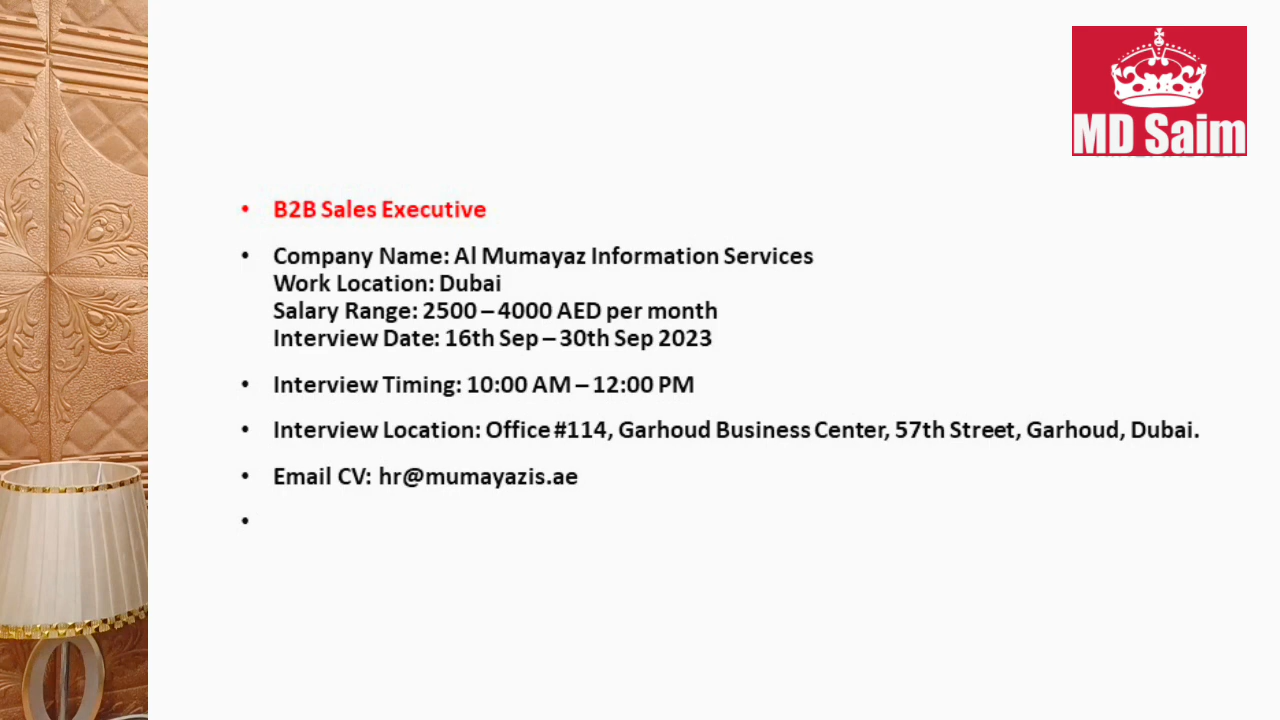 MD Saim
• B2B Sales Executive
• Company Name: Al Mumayaz Information Services
Work Location: Dubai
Salary Range: 2500 – 4000 AED per month
Interview Date: 16th Sep – 30th Sep 2023
• Interview Timing: 10:00 AM – 12:00 PM
• Interview Location: Office #114, Garhoud Business Center, 57th Street, Garhoud, Dubai.
• Email CV: hr@mumayazis.ae
•